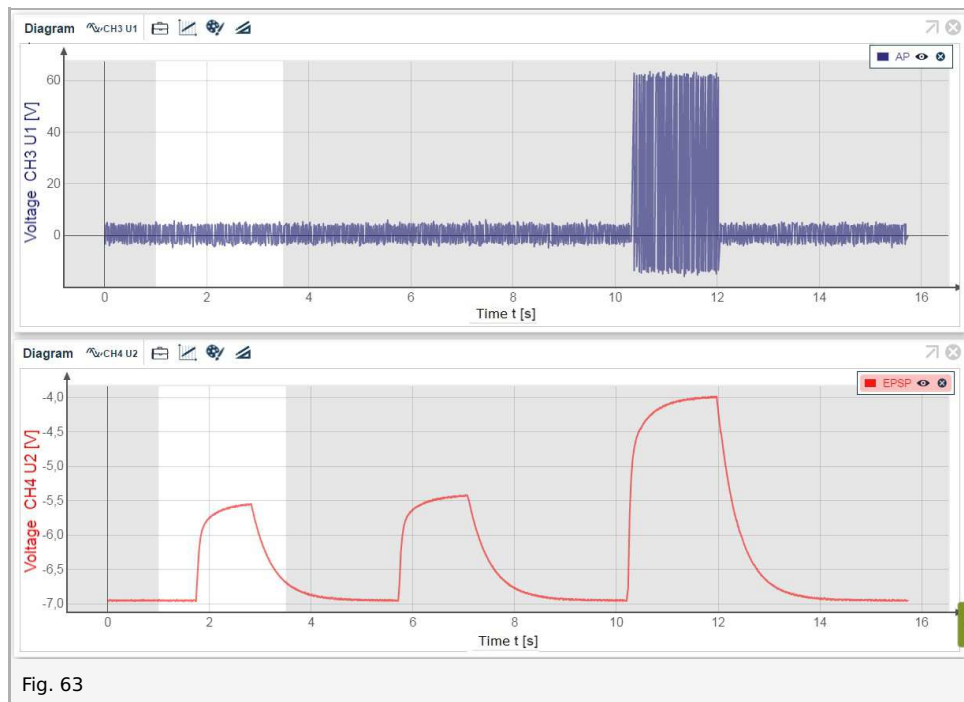 Diagram CH3 U1
AP
Voltage CH3 U1 [V]
60
40
20
0
0 2 4 6 8 10 12 14 16
Time t [s]
Diagram CH4 U2
EPSP
Voltage CH4 U2 [V]
-4,0
-4,5
-5,0
-5,5
-6,0
-6,5
-7,0
0 2 4 6 8 10 12 14 16
Time t [s]
Fig. 63